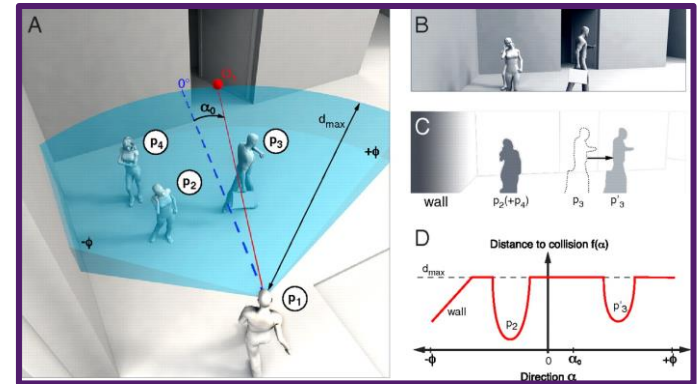 A
0°
O₁
α₀
dmax
p₄
p₃
+ϕ
p₂
-ϕ
p₁
B
C
wall
p₂(+p₄)
p₃
p'₃
D
Distance to collision f(α)
dmax
wall
p₂
p'₃
-ϕ
0
α₀
+ϕ
Direction α